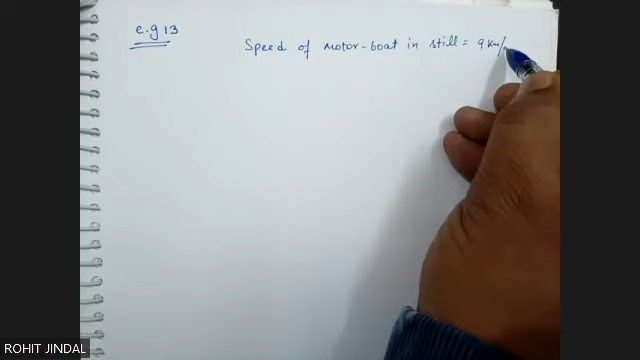 e.g 13
Speed of motor-boat in still = 9 km/
ROHIT JINDAL